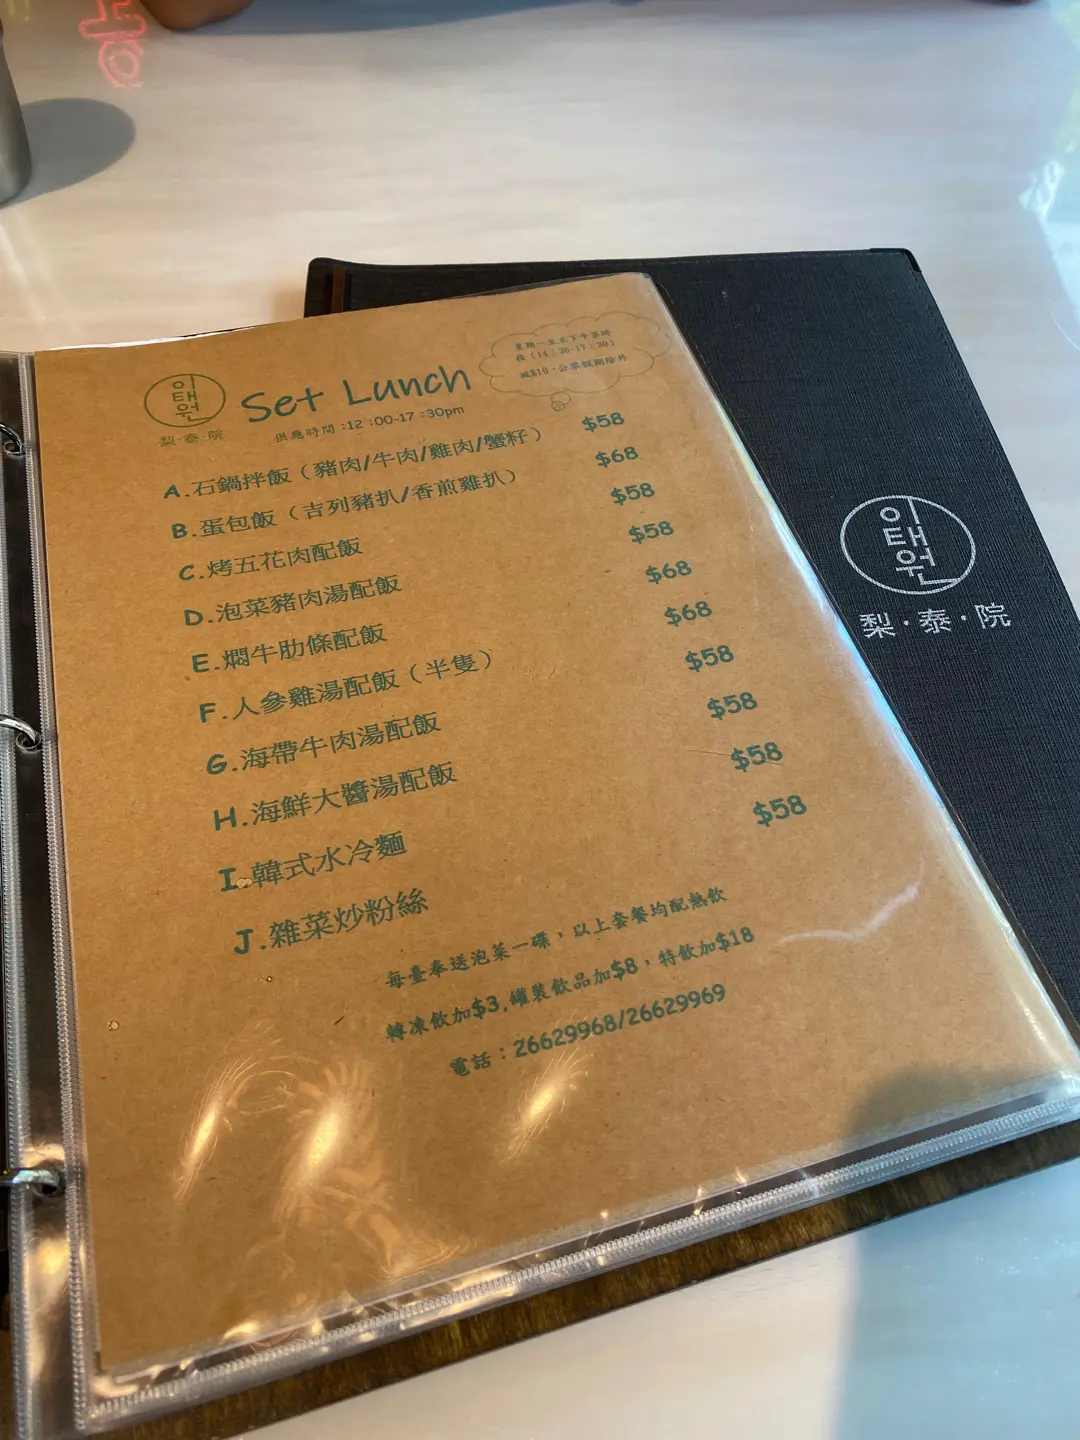 이
태
원
梨·泰·院
Set Lunch
供應時間:12:00-17:30pm
星期一至五下午茶時
段(14:30-17:30)
減$10,公眾假期除外
A.石鍋拌飯(豬肉/牛肉/雞肉/蟹籽) $58
B.蛋包飯(吉列豬扒/香煎雞扒) $68
C.烤五花肉配飯 $58
D.泡菜豬肉湯配飯 $58
E.燜牛肋條配飯 $68
F.人參雞湯配飯(半隻) $68
G.海帶牛肉湯配飯 $58
H.海鮮大醬湯配飯 $58
I.韓式水冷麵 $58
J.雜菜炒粉絲 $58
每臺奉送泡菜一碟,以上套餐均配熱飲
轉凍飲加$3,罐裝飲品加$8,特飲加$18
電話:26629968/26629969
이
태
원
梨·泰·院